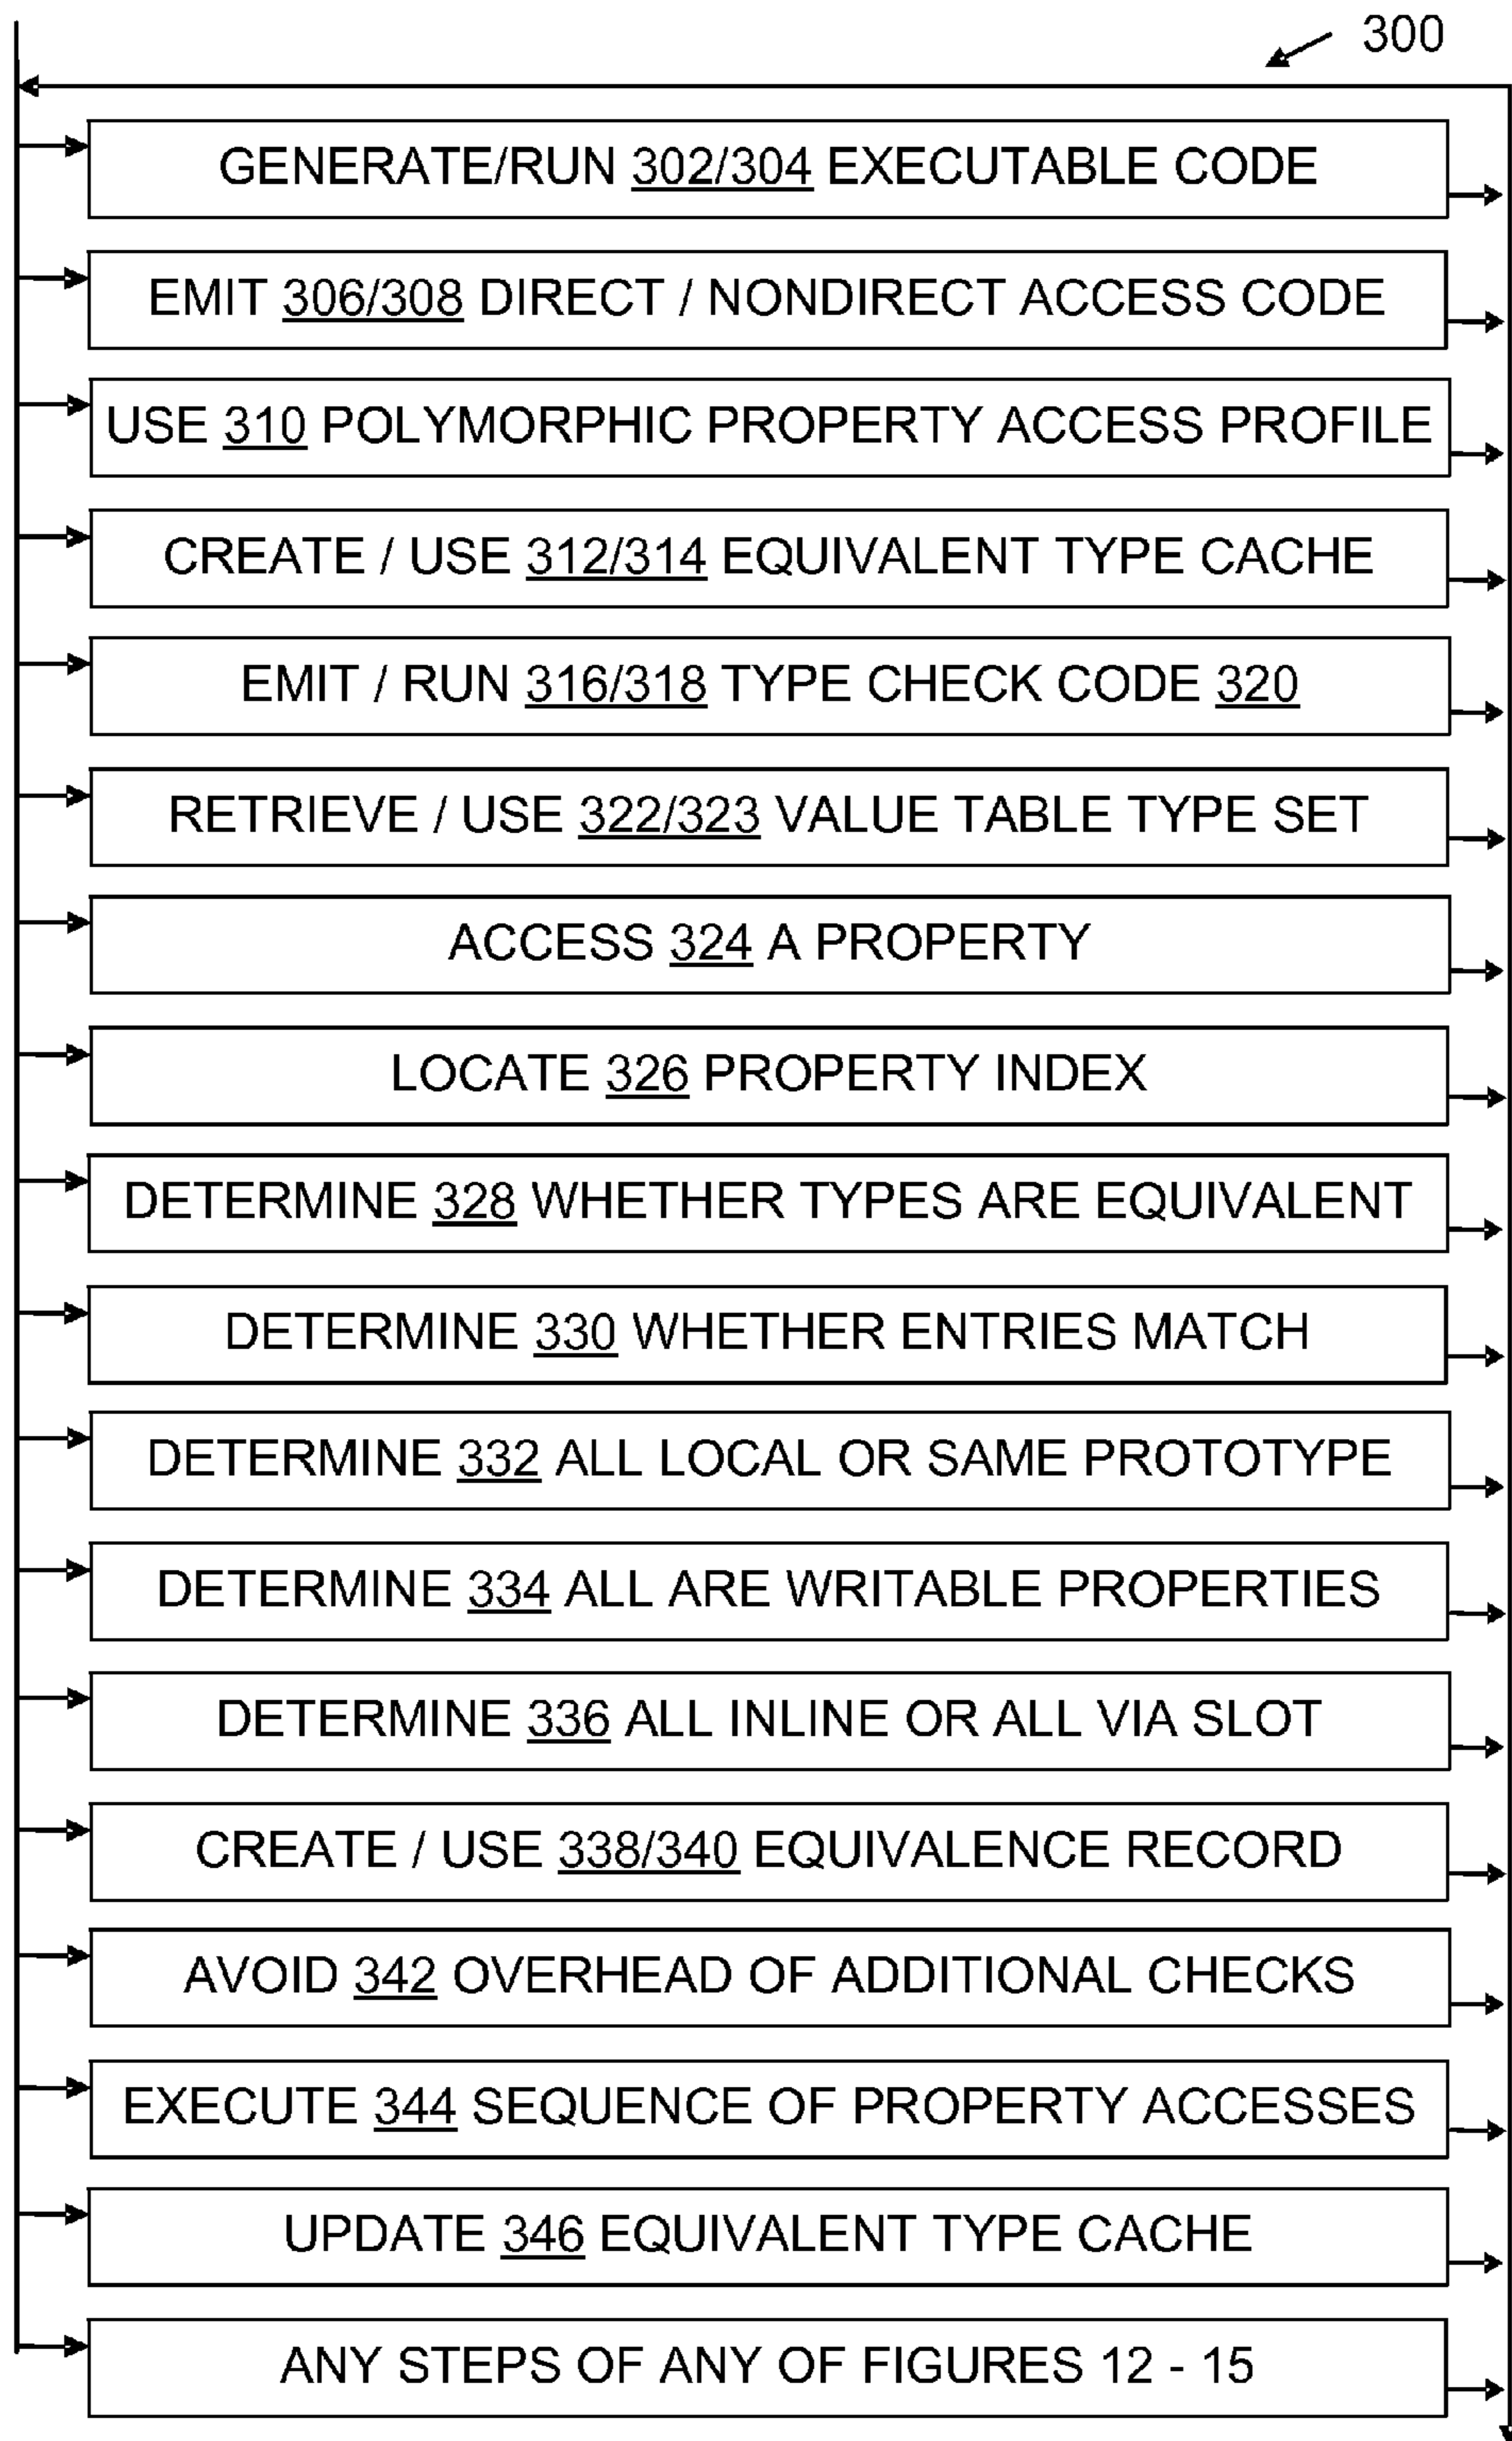 300
GENERATE/RUN 302/304 EXECUTABLE CODE
EMIT 306/308 DIRECT / NONDIRECT ACCESS CODE
USE 310 POLYMORPHIC PROPERTY ACCESS PROFILE
CREATE / USE 312/314 EQUIVALENT TYPE CACHE
EMIT / RUN 316/318 TYPE CHECK CODE 320
RETRIEVE / USE 322/323 VALUE TABLE TYPE SET
ACCESS 324 A PROPERTY
LOCATE 326 PROPERTY INDEX
DETERMINE 328 WHETHER TYPES ARE EQUIVALENT
DETERMINE 330 WHETHER ENTRIES MATCH
DETERMINE 332 ALL LOCAL OR SAME PROTOTYPE
DETERMINE 334 ALL ARE WRITABLE PROPERTIES
DETERMINE 336 ALL INLINE OR ALL VIA SLOT
CREATE / USE 338/340 EQUIVALENCE RECORD
AVOID 342 OVERHEAD OF ADDITIONAL CHECKS
EXECUTE 344 SEQUENCE OF PROPERTY ACCESSES
UPDATE 346 EQUIVALENT TYPE CACHE
ANY STEPS OF ANY OF FIGURES 12 - 15